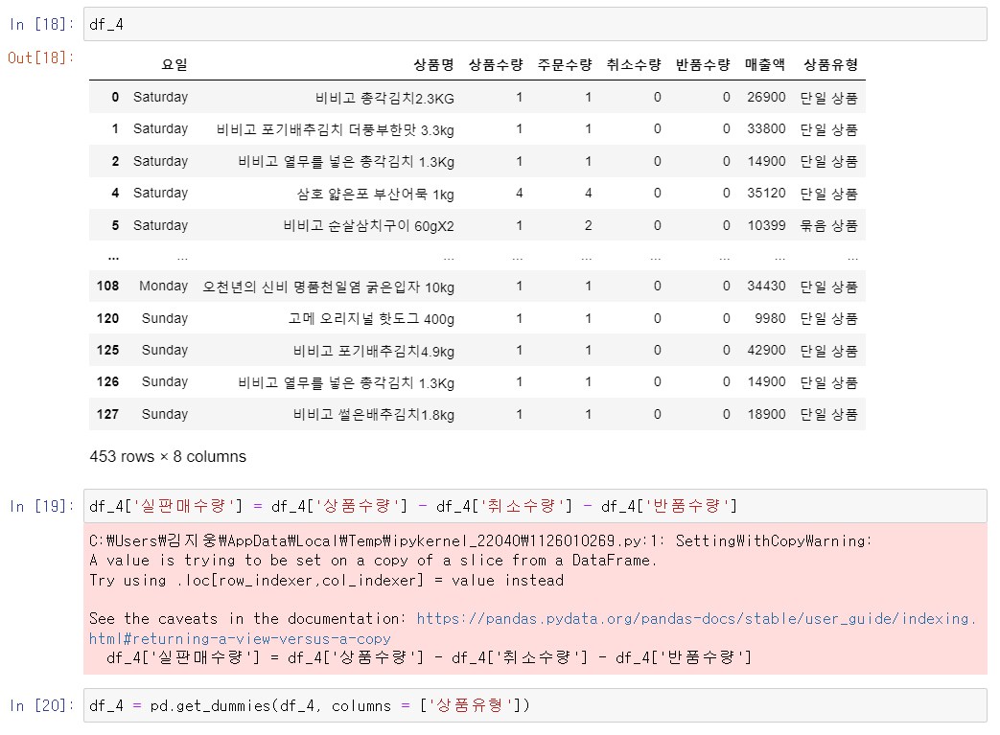 In [18]: df_4
Out[18]:
요일 상품명 상품수량 주문수량 취소수량 반품수량 매출액 상품유형
0 Saturday 비비고 총각김치2.3KG 1 1 0 0 26900 단일 상품
1 Saturday 비비고 포기배추김치 더풍부한맛 3.3kg 1 1 0 0 33800 단일 상품
2 Saturday 비비고 열무를 넣은 총각김치 1.3Kg 1 1 0 0 14900 단일 상품
4 Saturday 삼호 얇은포 부산어묵 1kg 4 4 0 0 35120 단일 상품
5 Saturday 비비고 순살삼치구이 60gX2 1 2 0 0 10399 묶음 상품
... ... ... ... ... ... ... ... ...
108 Monday 오천년의 신비 명품천일염 굵은입자 10kg 1 1 0 0 34430 단일 상품
120 Sunday 고메 오리지널 핫도그 400g 1 1 0 0 9980 단일 상품
125 Sunday 비비고 포기배추김치4.9kg 1 1 0 0 42900 단일 상품
126 Sunday 비비고 열무를 넣은 총각김치 1.3Kg 1 1 0 0 14900 단일 상품
127 Sunday 비비고 썰은배추김치1.8kg 1 1 0 0 18900 단일 상품
453 rows × 8 columns
In [19]: df_4['실판매수량'] = df_4['상품수량'] - df_4['취소수량'] - df_4['반품수량']
C:₩Users₩김지웅₩AppData₩Local₩Temp₩ipykernel_22040₩1126010269.py:1: SettingWithCopyWarning:
A value is trying to be set on a copy of a slice from a DataFrame.
Try using .loc[row_indexer,col_indexer] = value instead
See the caveats in the documentation: https://pandas.pydata.org/pandas-docs/stable/user_guide/indexing.
html#returning-a-view-versus-a-copy
df_4['실판매수량'] = df_4['상품수량'] - df_4['취소수량'] - df_4['반품수량']
In [20]: df_4 = pd.get_dummies(df_4, columns = ['상품유형'])